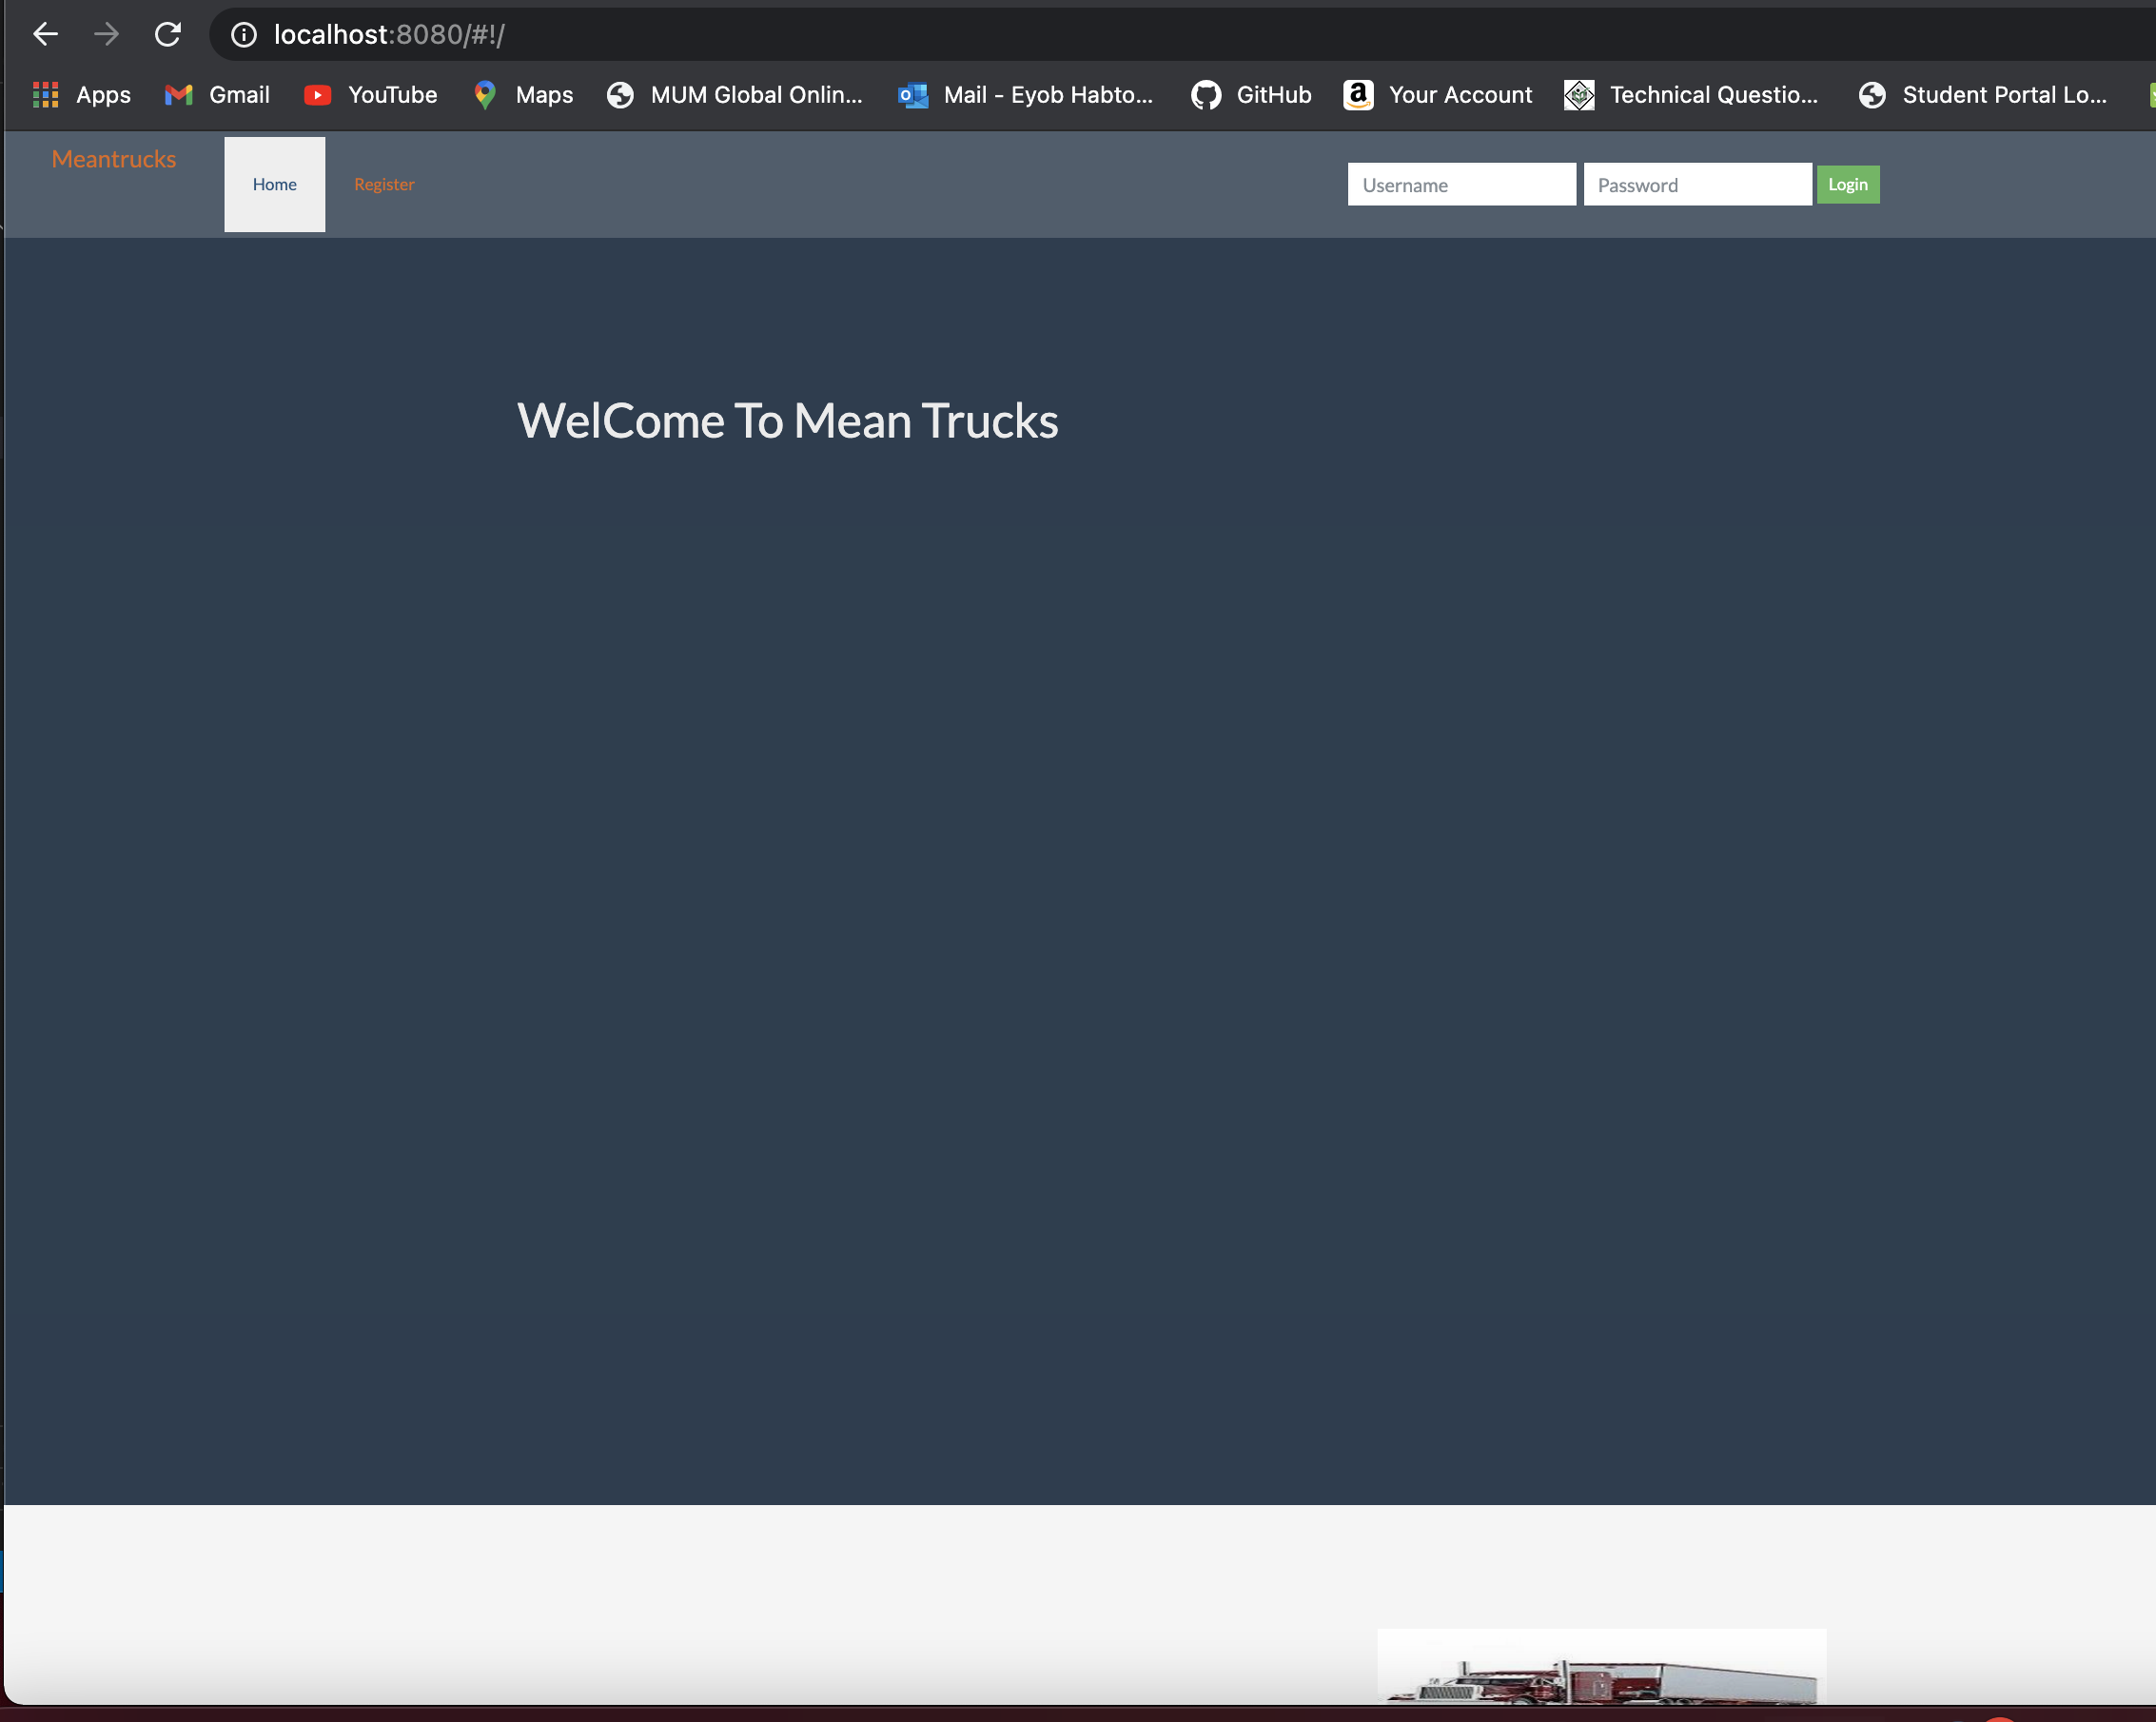 localhost:8080/#!/
Apps Gmail YouTube Maps MUM Global Onlin... Mail - Eyob Habto... GitHub Your Account Technical Questio... Student Portal Lo...
Meantrucks Home Register Username Password Login
WelCome To Mean Trucks